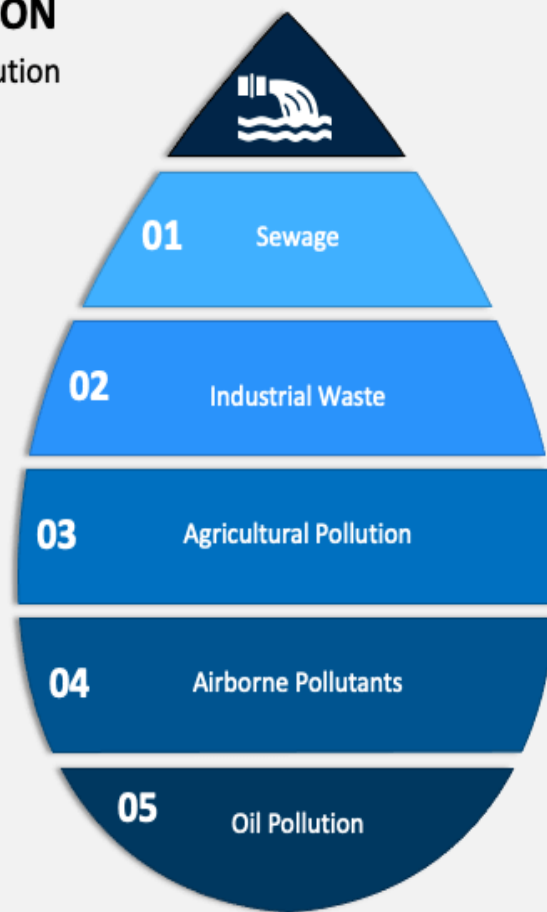 ON
ution
01 Sewage
02 Industrial Waste
03 Agricultural Pollution
04 Airborne Pollutants
05 Oil Pollution